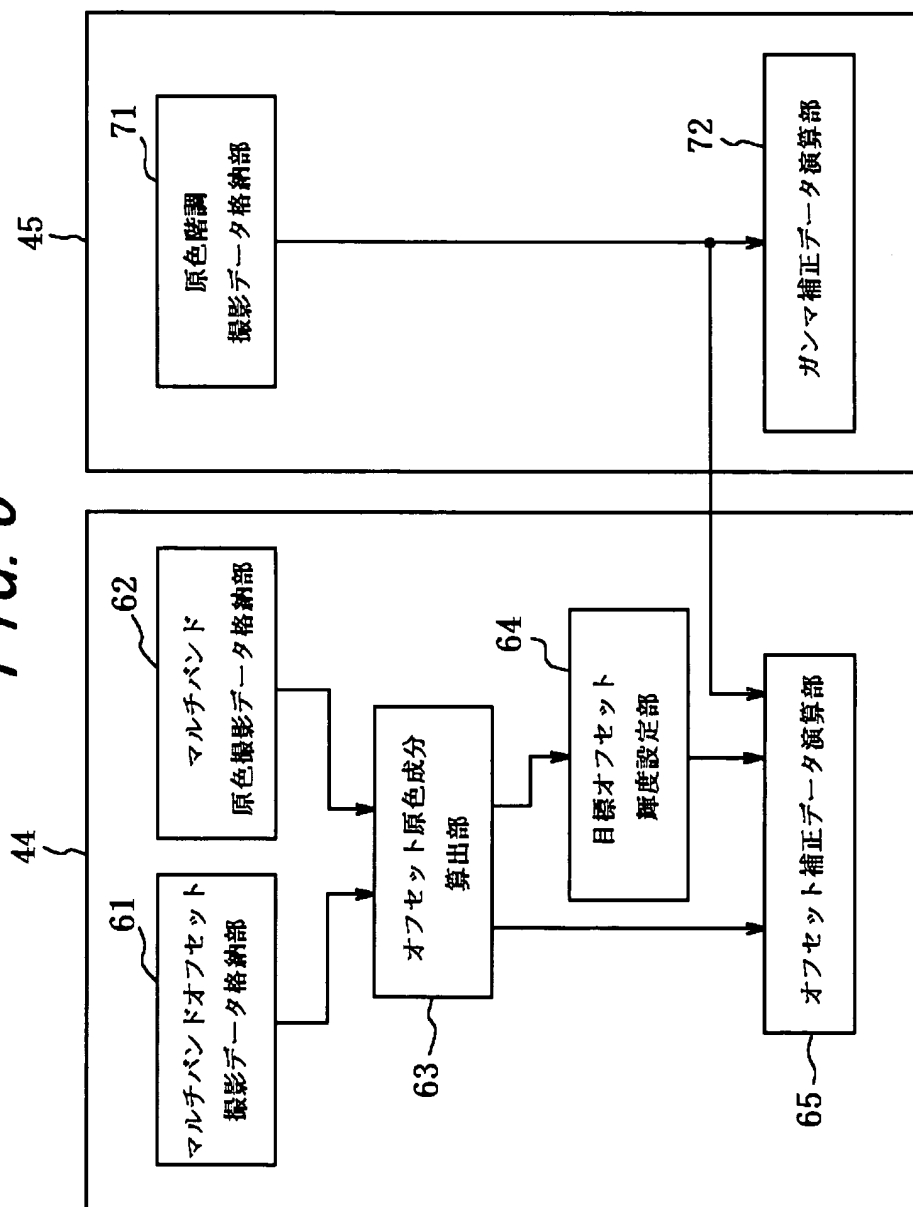 44
45
61
マルチバンドオフセット
撮影データ格納部
62
マルチバンド
原色撮影データ格納部
71
原色階調
撮影データ格納部
オフセット原色成分
算出部
63
64
目標オフセット
輝度設定部
オフセット補正データ演算部
65
72
ガンマ補正データ演算部